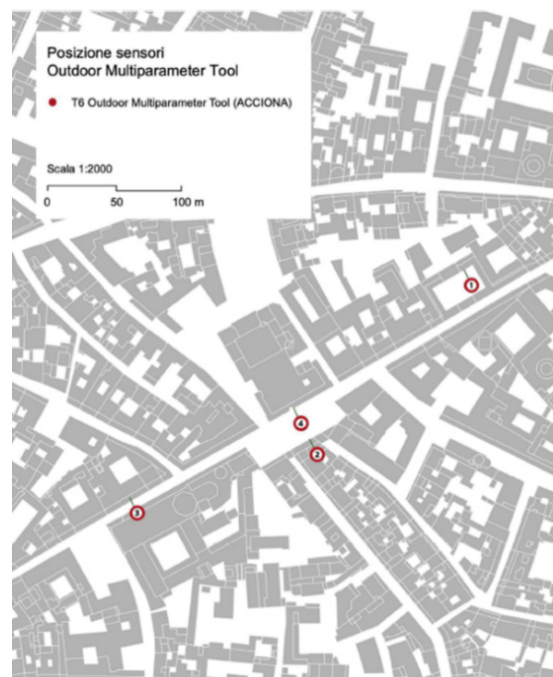 Posizione sensori
Outdoor Multiparameter Tool
T6 Outdoor Multiparameter Tool (ACCIONA)
Scala 1:2000
0 50 100 m
1
4
2
3